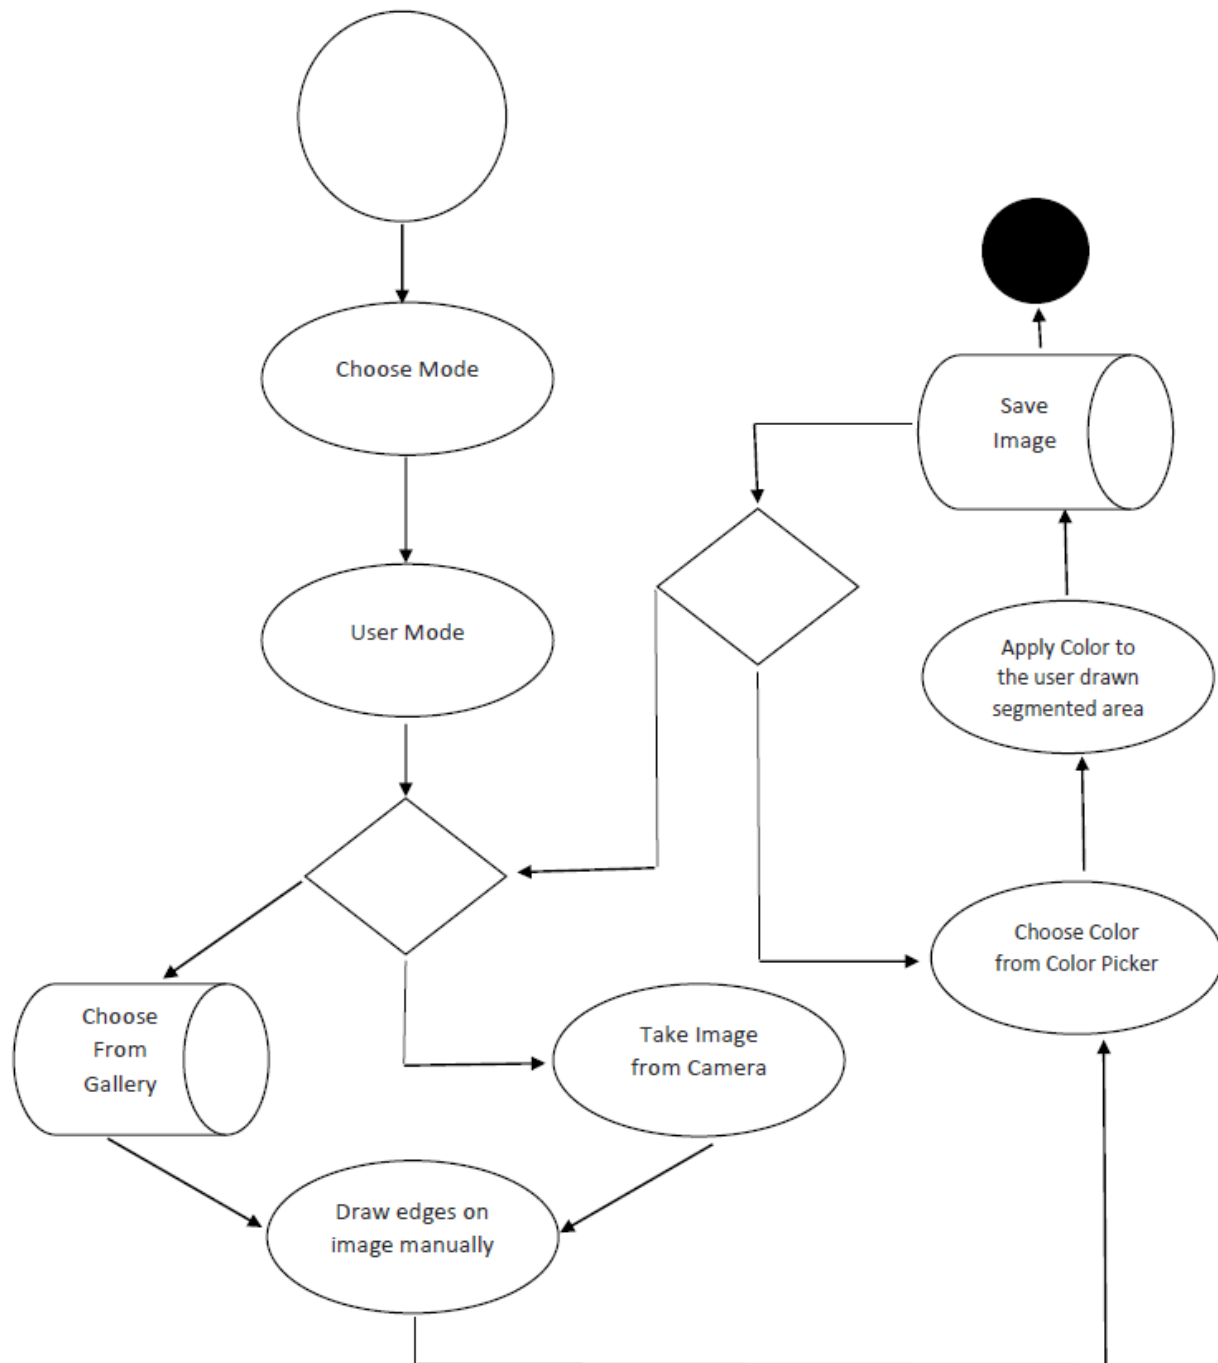 Choose Mode
User Mode
Choose
From
Gallery
Take Image
from Camera
Draw edges on
image manually
Choose Color
from Color Picker
Apply Color to
the user drawn
segmented area
Save
Image